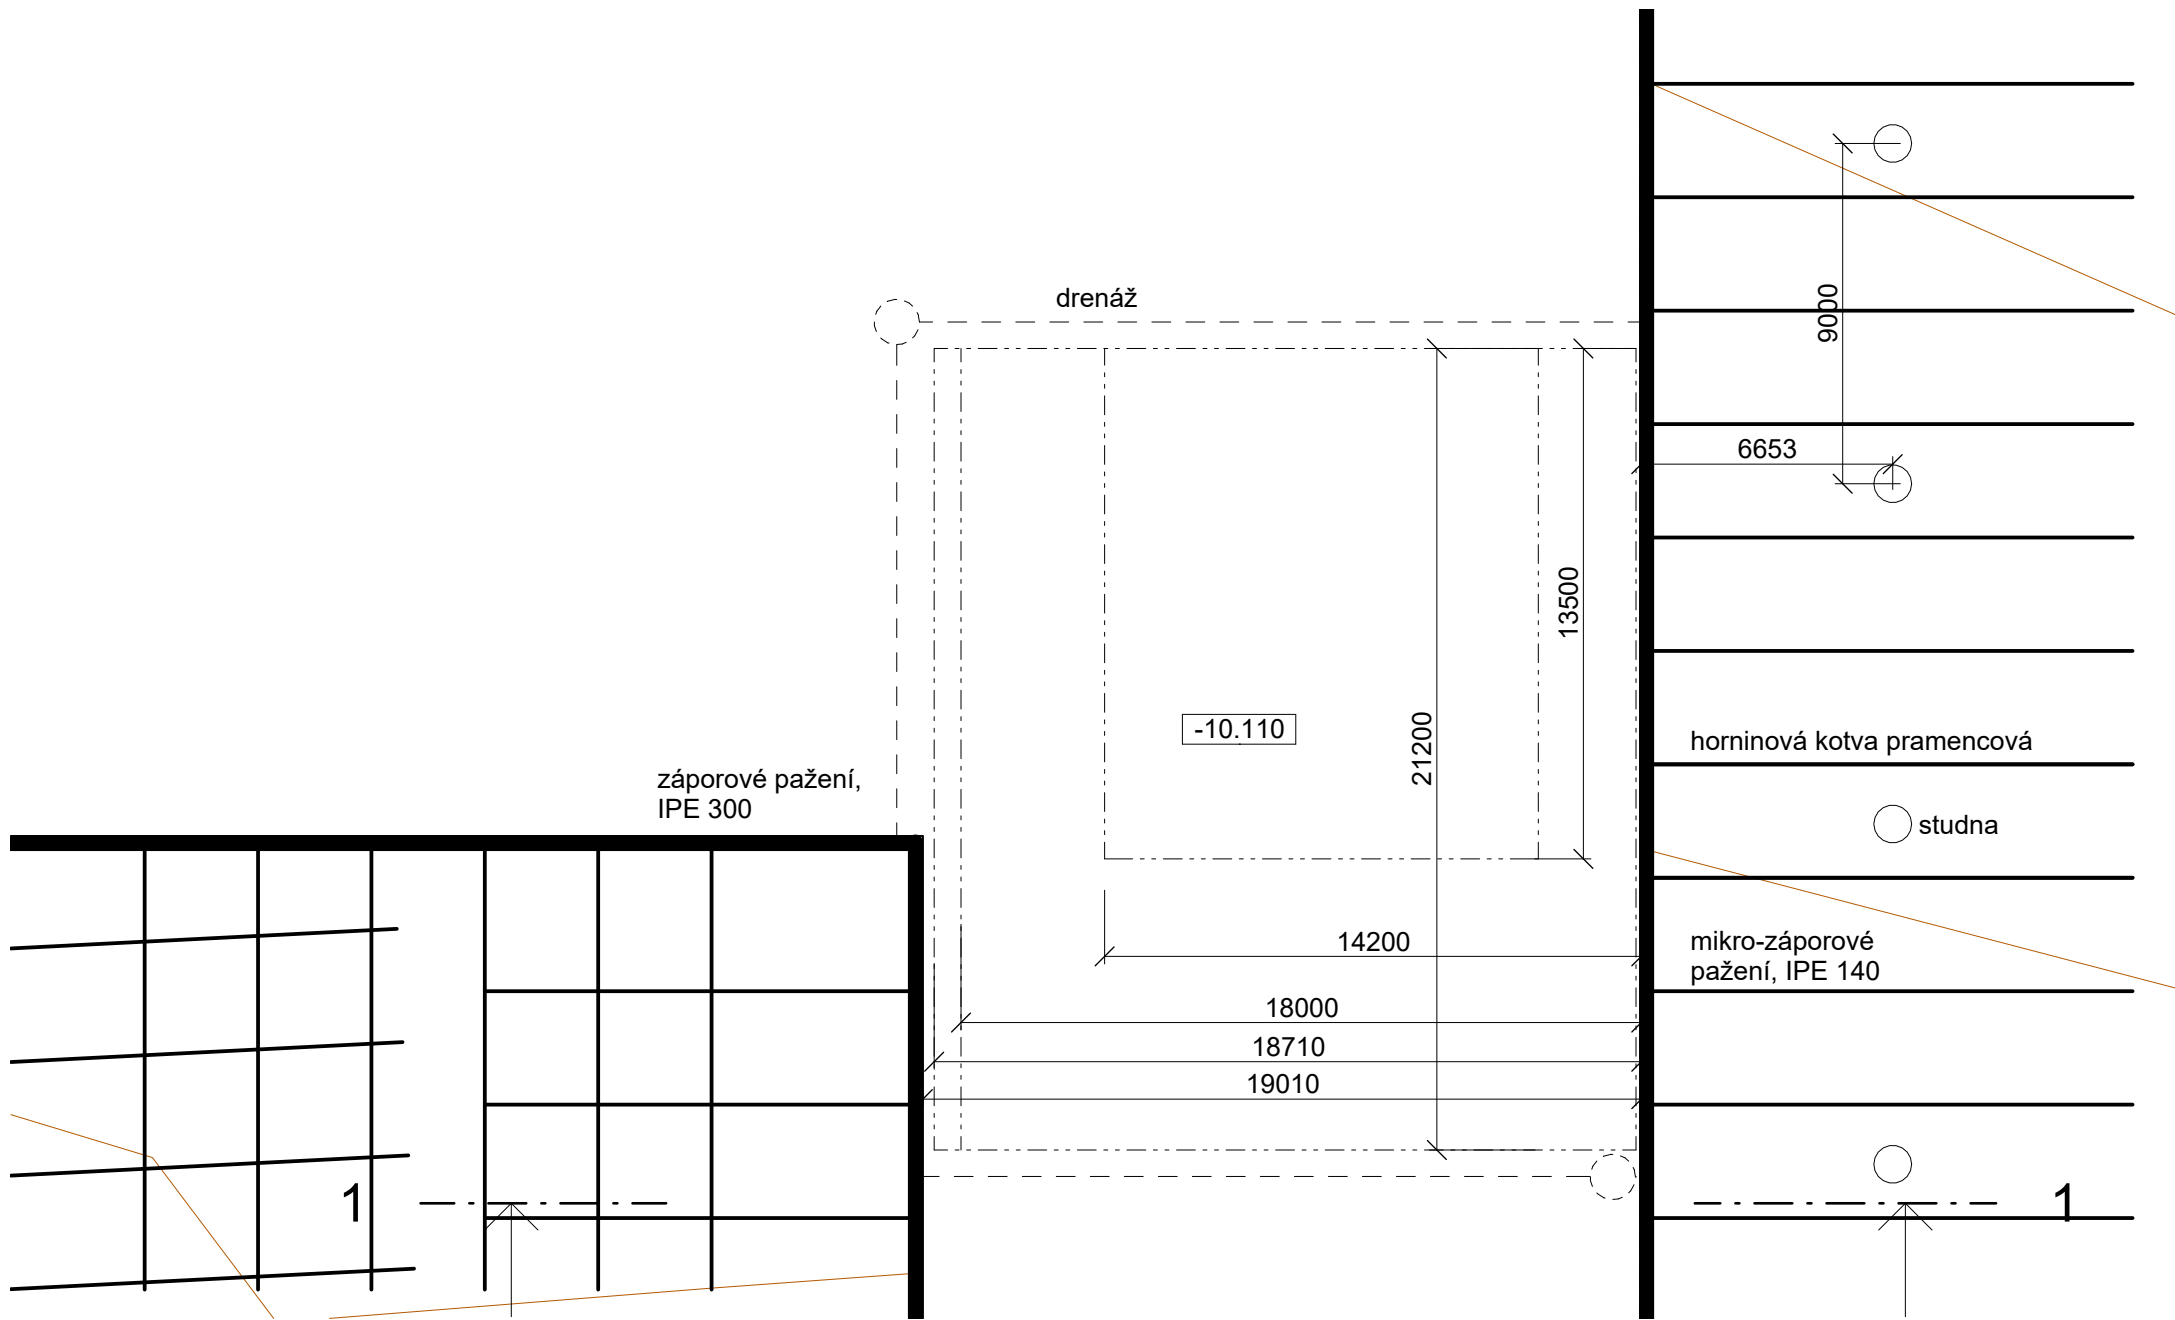 drenáž
9000
6653
13500
21200
-10.110
horninová kotva pramencová
záporové pažení,
IPE 300
studna
mikro-záporové
pažení, IPE 140
14200
18000
18710
19010
1
1